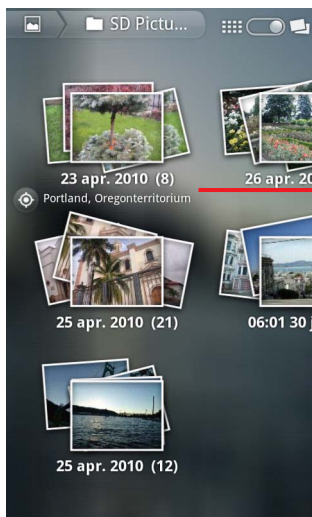 SD Pictu...
23 apr. 2010 (8)
26 apr. 20
Portland, Oregonterritorium
25 apr. 2010 (21)
06:01 30 j
25 apr. 2010 (12)